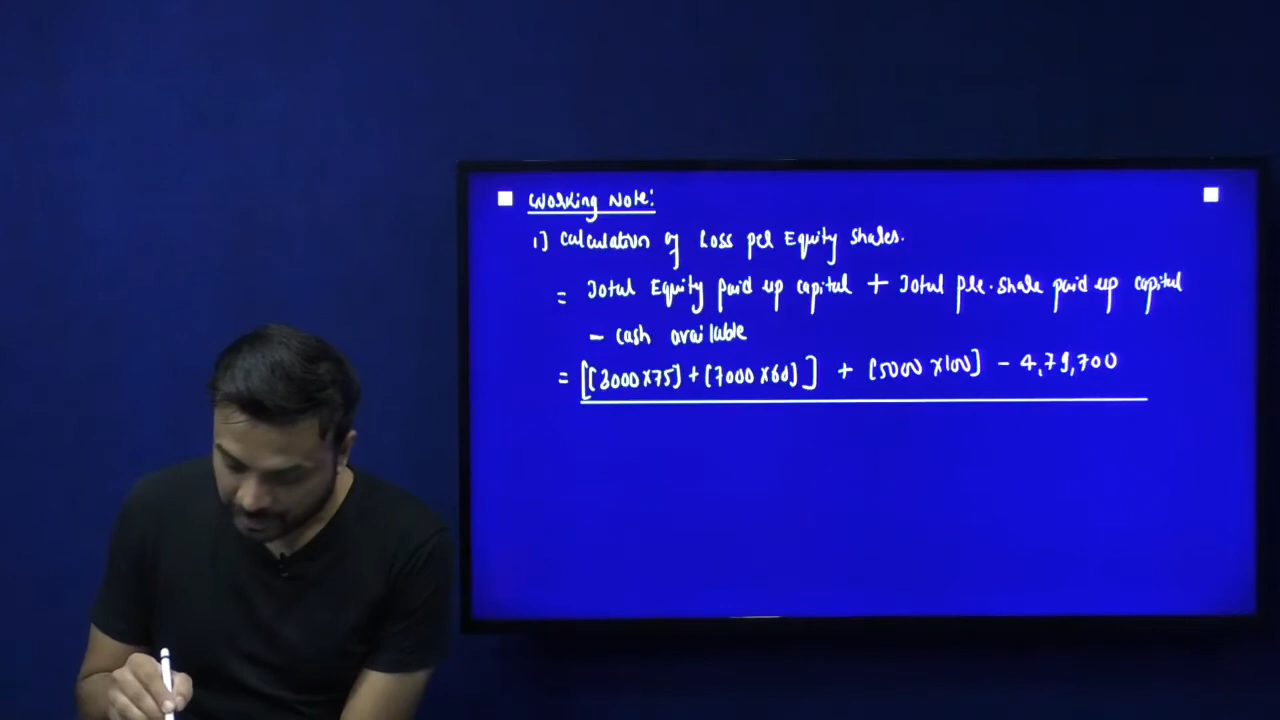 Working Note:
1] Calculation of Loss per Equity Shares.
= Total Equity paid up capital + Total pre. share paid up capital
- cash available
= [(3000 x 75) + (7000 x 60)] + (5000 x 100] - 4,79,700